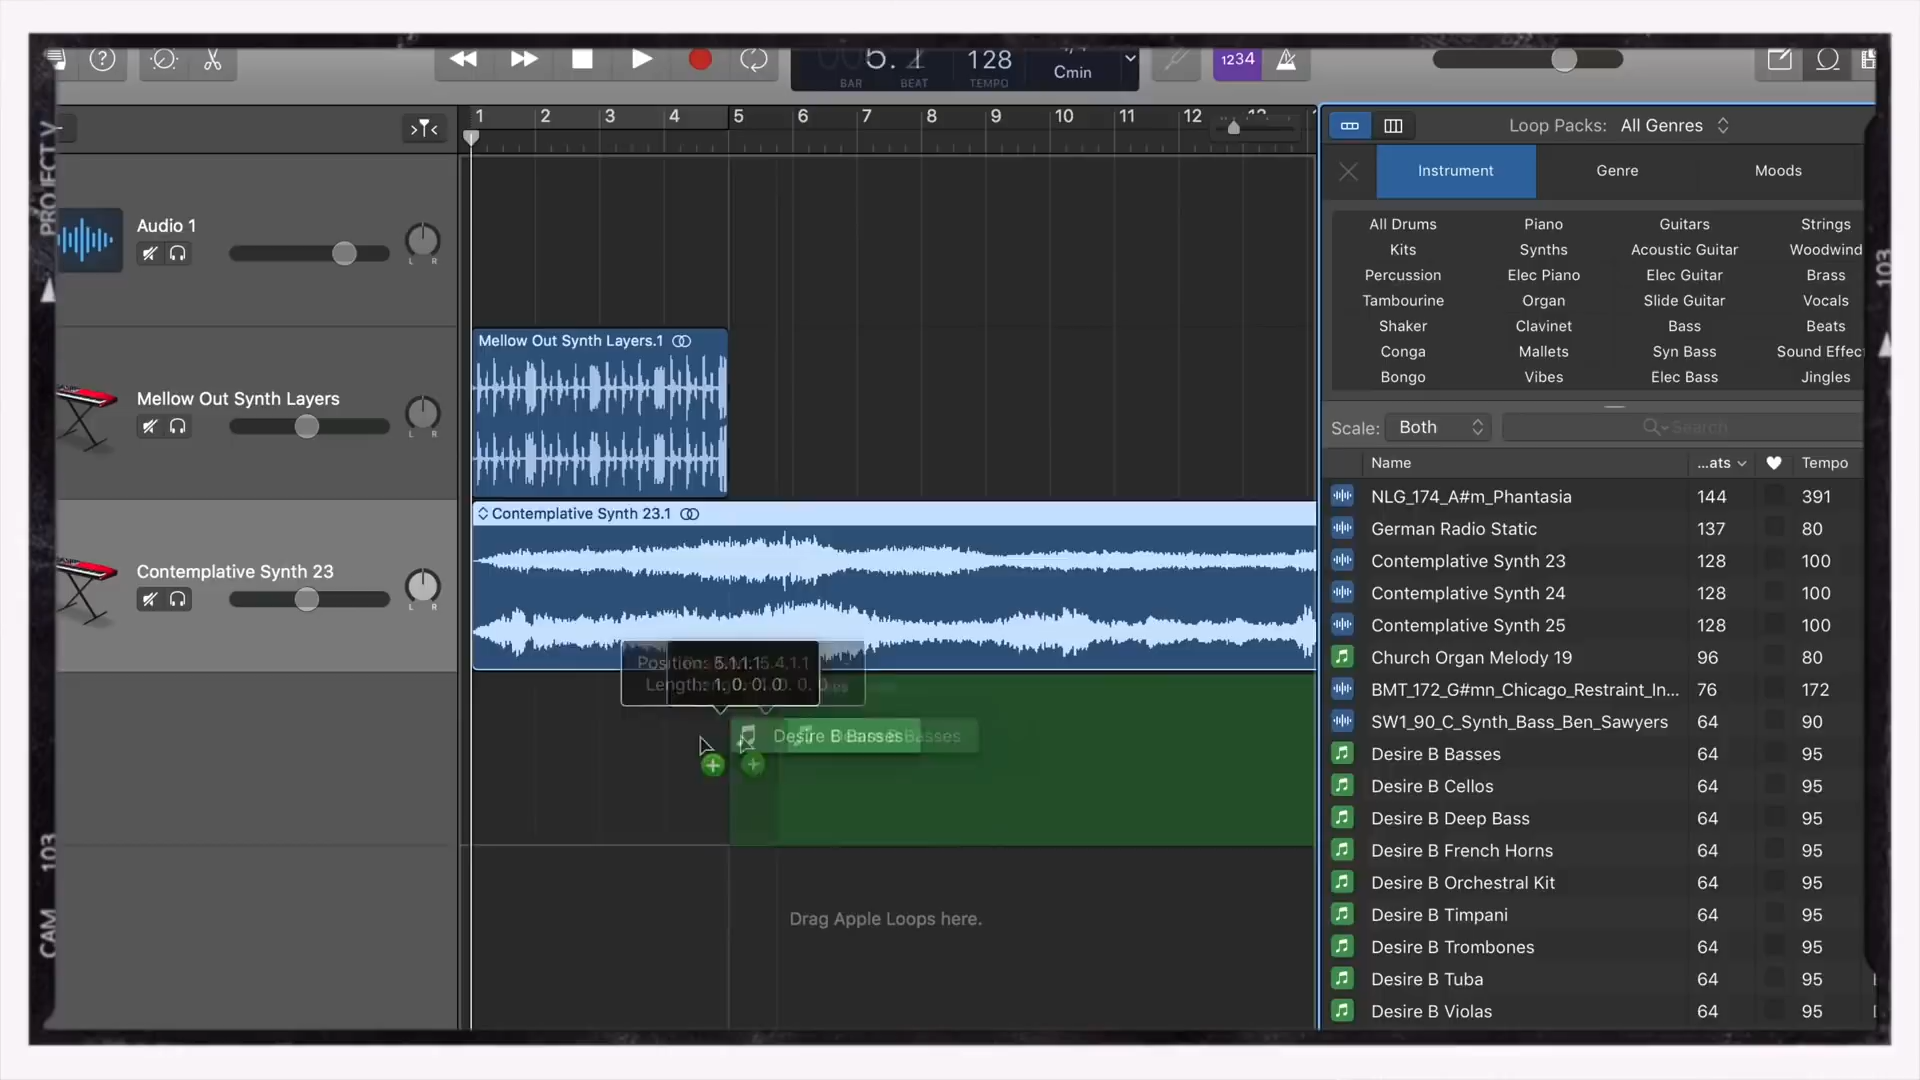 PROJECT V
CAM 103
103
?
128
Cmin
BAR
BEAT
TEMPO
1234
1
2
3
4
5
6
7
8
9
10
11
12
Loop Packs: All Genres
Instrument
Genre
Moods
Audio 1
L R
Mellow Out Synth Layers
L R
Contemplative Synth 23
L R
Mellow Out Synth Layers.1
Contemplative Synth 23.1
Desire B Basses
Drag Apple Loops here.
All Drums Piano Guitars Strings
Kits Synths Acoustic Guitar Woodwind
Percussion Elec Piano Elec Guitar Brass
Tambourine Organ Slide Guitar Vocals
Shaker Clavinet Bass Beats
Conga Mallets Syn Bass Sound Effec
Bongo Vibes Elec Bass Jingles
Scale: Both Search
Name ...ats Tempo
NLG_174_A#m_Phantasia 144 391
German Radio Static 137 80
Contemplative Synth 23 128 100
Contemplative Synth 24 128 100
Contemplative Synth 25 128 100
Church Organ Melody 19 96 80
BMT_172_G#mn_Chicago_Restraint_In... 76 172
SW1_90_C_Synth_Bass_Ben_Sawyers 64 90
Desire B Basses 64 95
Desire B Cellos 64 95
Desire B Deep Bass 64 95
Desire B French Horns 64 95
Desire B Orchestral Kit 64 95
Desire B Timpani 64 95
Desire B Trombones 64 95
Desire B Tuba 64 95
Desire B Violas 64 95